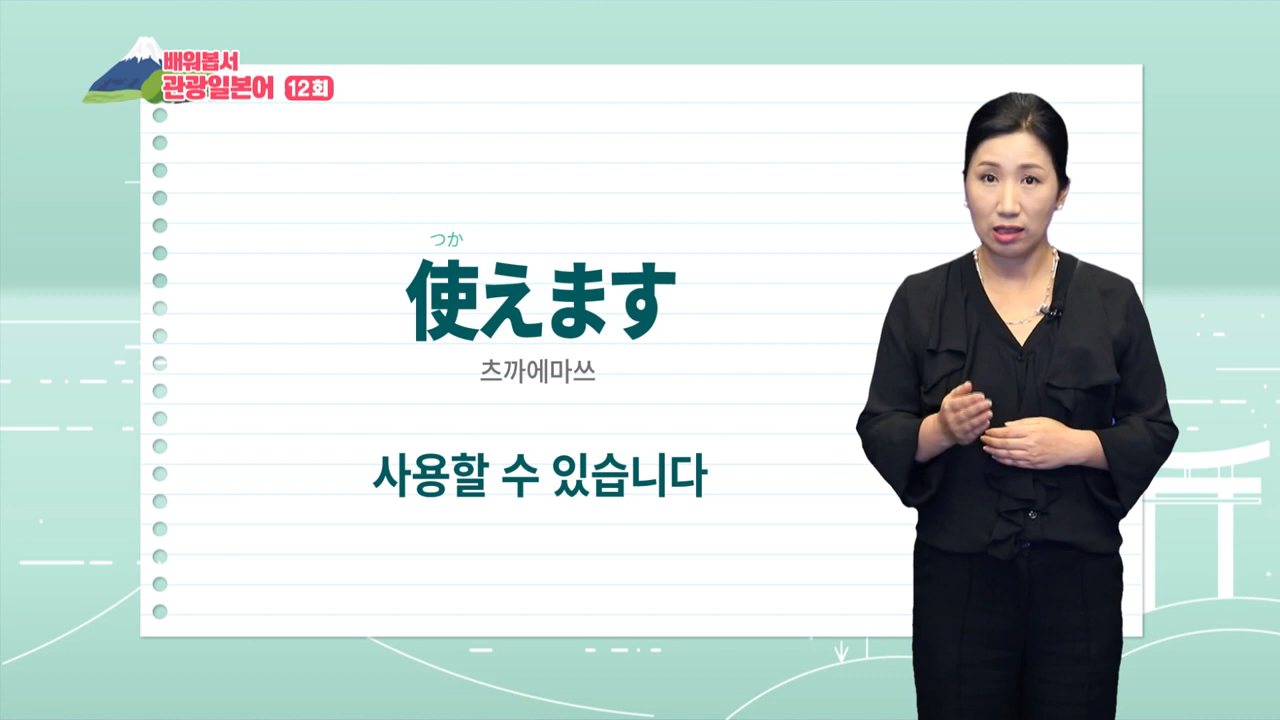 배워봅서
관광일본어 12회
つか
使えます
츠까에마쓰
사용할 수 있습니다